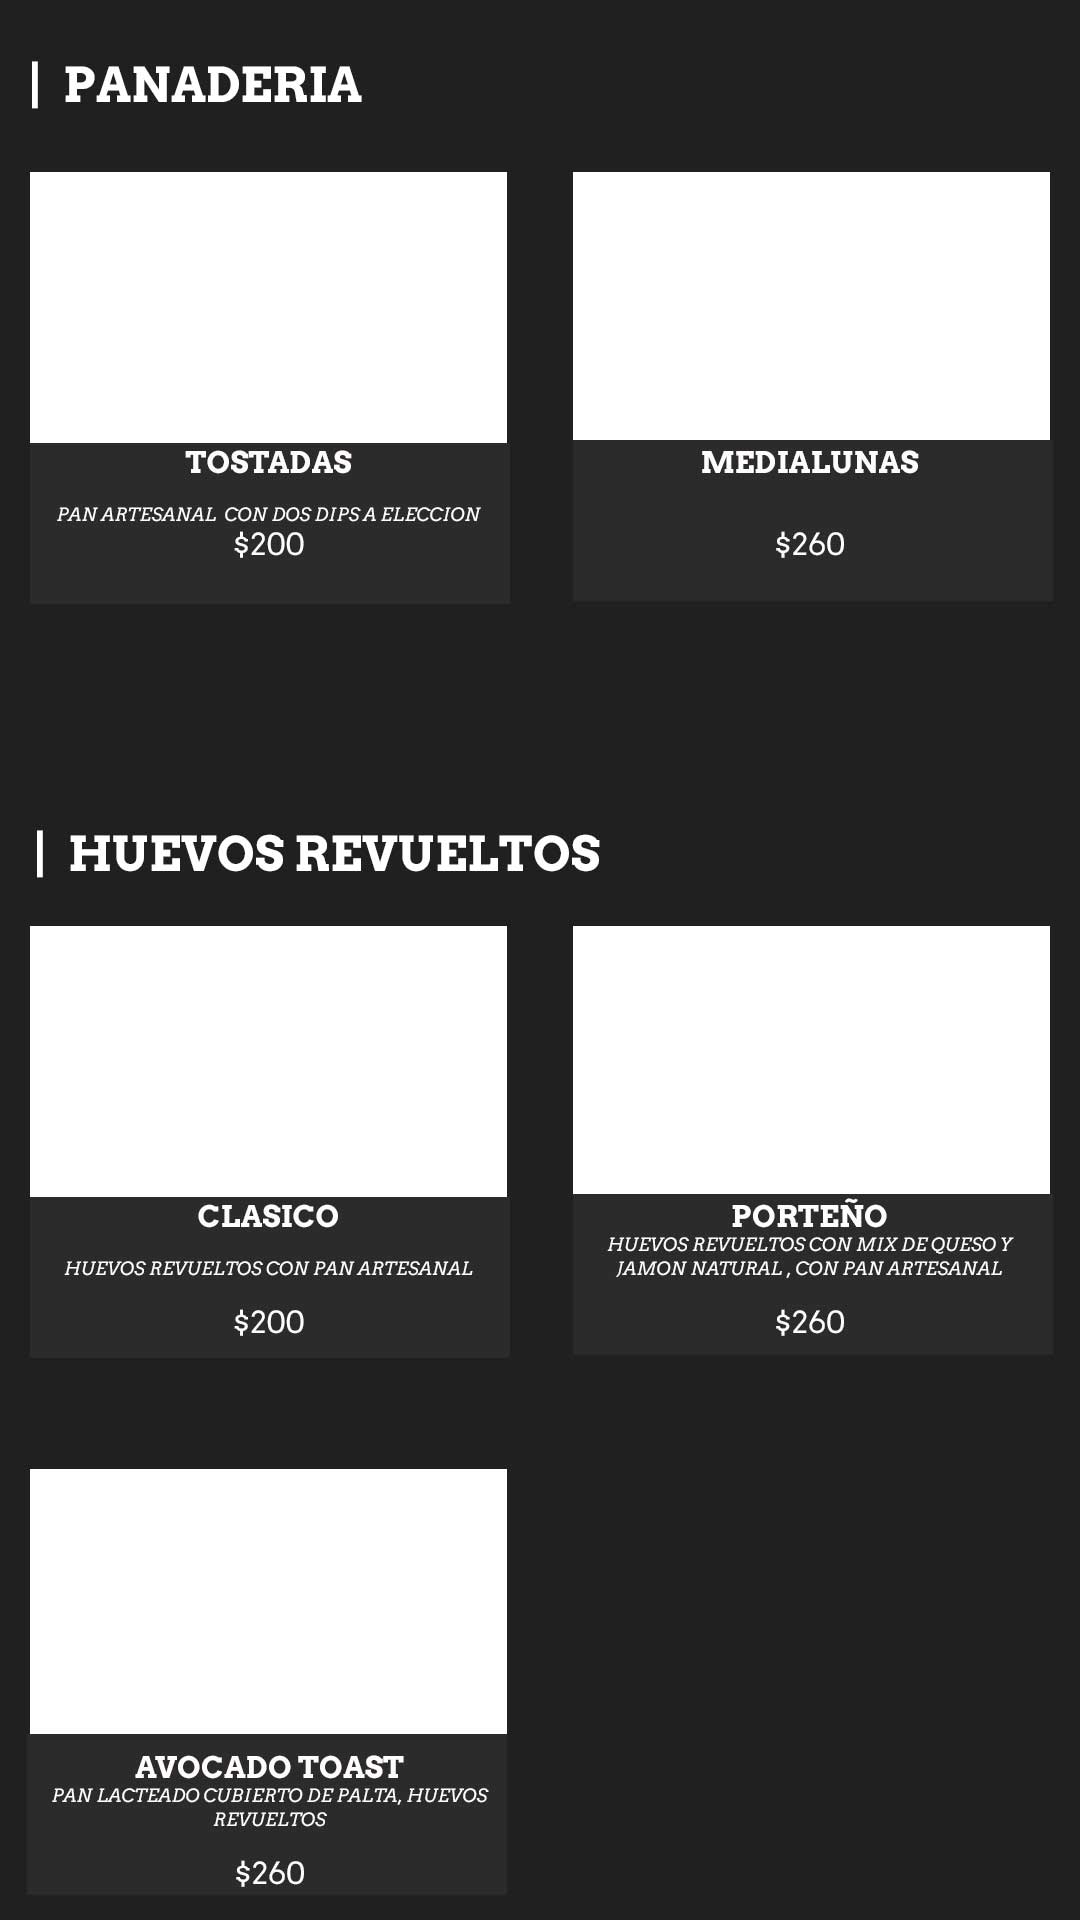 | PANADERIA
TOSTADAS
PAN ARTESANAL CON DOS DIPS A ELECCION
$200
MEDIALUNAS
$260
| HUEVOS REVUELTOS
CLASICO
HUEVOS REVUELTOS CON PAN ARTESANAL
$200
PORTEÑO
HUEVOS REVUELTOS CON MIX DE QUESO Y
JAMON NATURAL , CON PAN ARTESANAL
$260
AVOCADO TOAST
PAN LACTEADO CUBIERTO DE PALTA, HUEVOS
REVUELTOS
$260